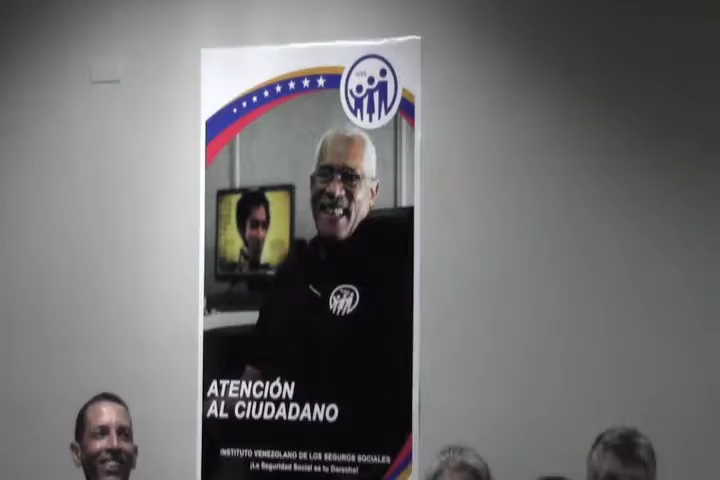 ATENCIÓN
AL CIUDADANO
INSTITUTO VENEZOLANO DE LOS SEGUROS SOCIALES
¡La Seguridad Social es tu Derecho!